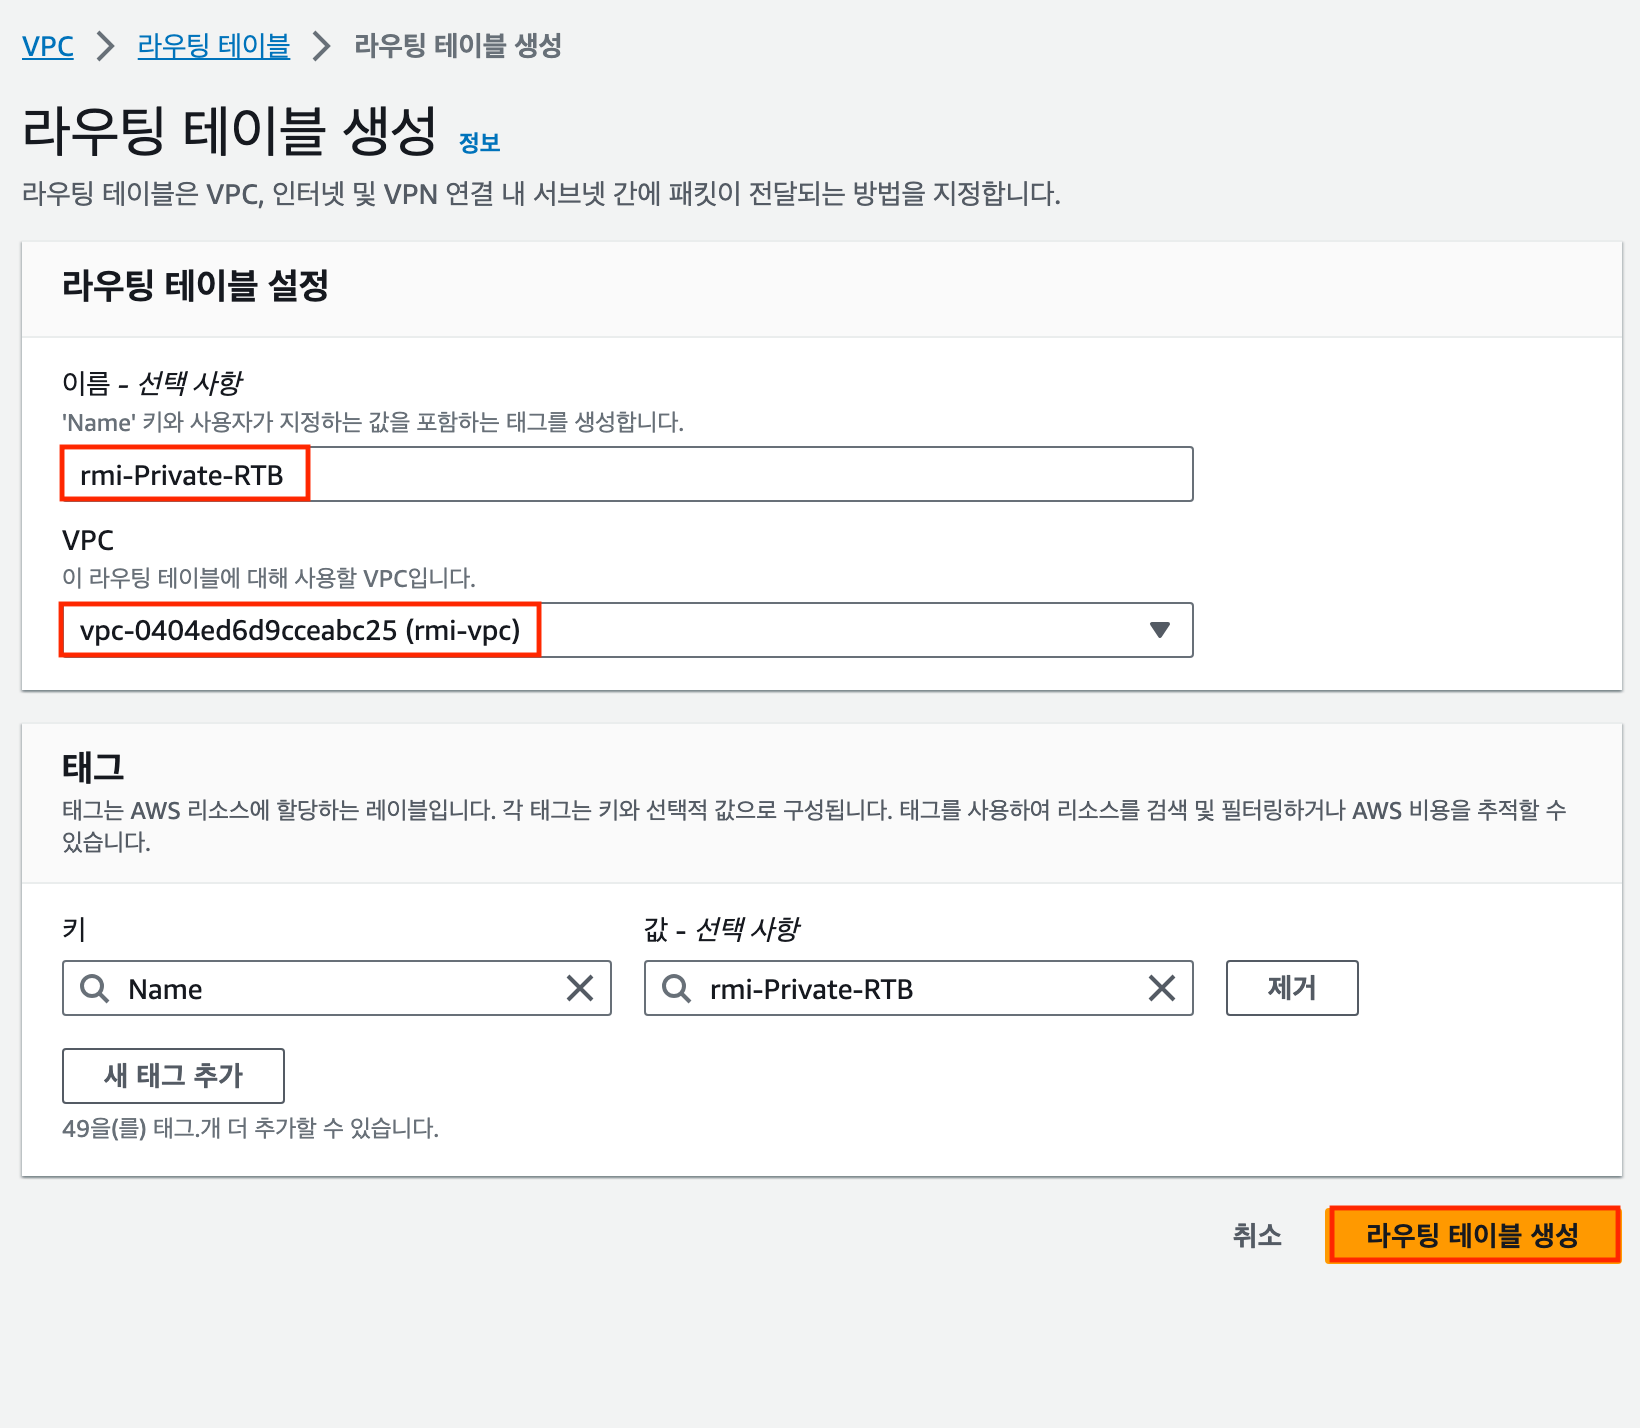 VPC > 라우팅 테이블 > 라우팅 테이블 생성
라우팅 테이블 생성 정보
라우팅 테이블은 VPC, 인터넷 및 VPN 연결 내 서브넷 간에 패킷이 전달되는 방법을 지정합니다.
라우팅 테이블 설정
이름 - 선택 사항
'Name' 키와 사용자가 지정하는 값을 포함하는 태그를 생성합니다.
rmi-Private-RTB
VPC
이 라우팅 테이블에 대해 사용할 VPC입니다.
vpc-0404ed6d9cceabc25 (rmi-vpc)
태그
태그는 AWS 리소스에 할당하는 레이블입니다. 각 태그는 키와 선택적 값으로 구성됩니다. 태그를 사용하여 리소스를 검색 및 필터링하거나 AWS 비용을 추적할 수
있습니다.
키 값 - 선택 사항
Name rmi-Private-RTB 제거
새 태그 추가
49을(를) 태그.개 더 추가할 수 있습니다.
취소 라우팅 테이블 생성